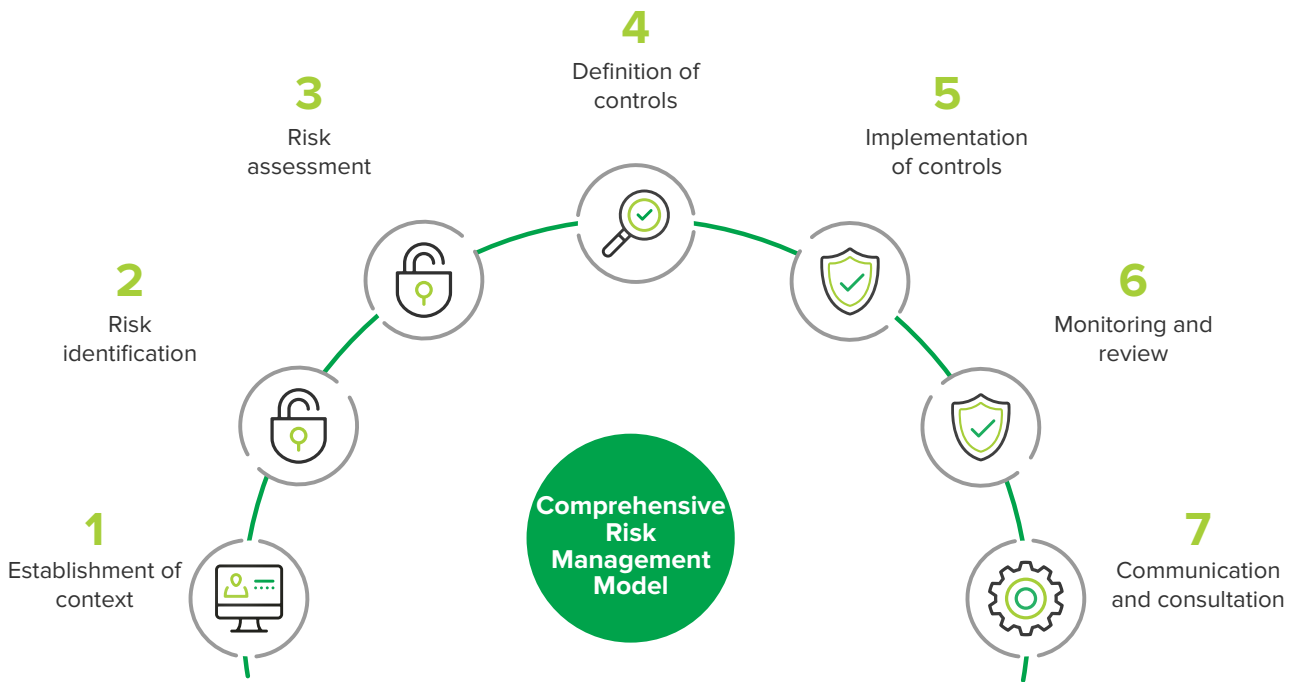 1
Establishment of
context
2
Risk
identification
3
Risk
assessment
4
Definition of
controls
5
Implementation
of controls
6
Monitoring and
review
7
Communication
and consultation
Comprehensive
Risk
Management
Model